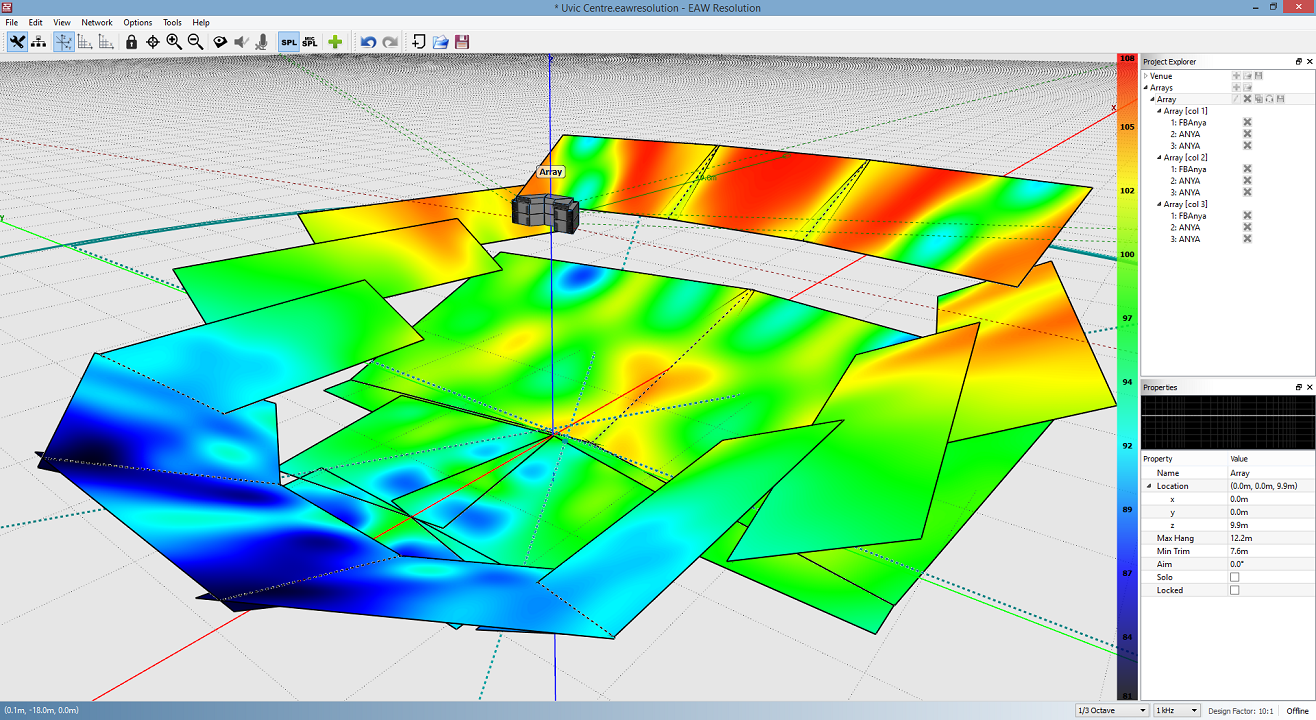 * Uvic Centre.eawresolution - EAW Resolution
File Edit View Network Options Tools Help
SPL MIC SPL
Array
x
y
z
108
105
102
100
97
94
92
89
87
84
81
Project Explorer
Venue
Arrays
Array
Array [col 1]
1: FBAnya
2: ANYA
3: ANYA
Array [col 2]
1: FBAnya
2: ANYA
3: ANYA
Array [col 3]
1: FBAnya
2: ANYA
3: ANYA
Properties
Property Value
Name Array
Location (0.0m, 0.0m, 9.9m)
x 0.0m
y 0.0m
z 9.9m
Max Hang 12.2m
Min Trim 7.6m
Aim 0.0°
Solo
Locked
(0.1m, -18.0m, 0.0m)
1/3 Octave 1 kHz Design Factor: 10:1 Offline